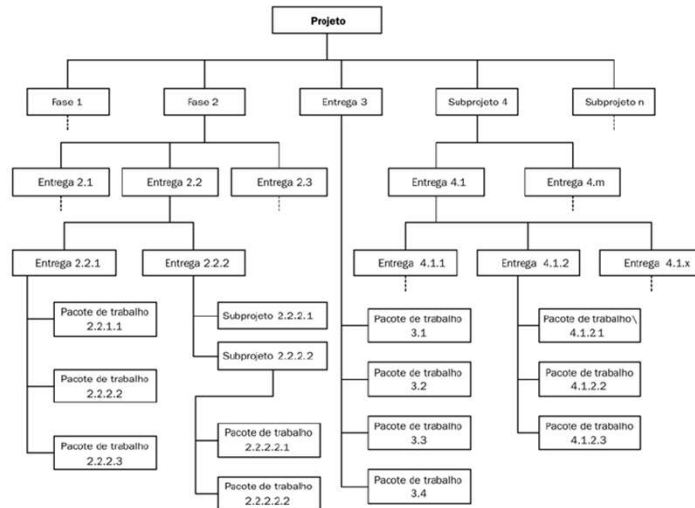 Projeto
Fase 1
Fase 2
Entrega 3
Subprojeto 4
Subprojeto n
Entrega 2.1
Entrega 2.2
Entrega 2.3
Entrega 4.1
Entrega 4.m
Entrega 2.2.1
Entrega 2.2.2
Entrega 4.1.1
Entrega 4.1.2
Entrega 4.1.x
Pacote de trabalho
2.2.1.1
Pacote de trabalho
2.2.2.2
Pacote de trabalho
2.2.2.3
Subprojeto 2.2.2.1
Subprojeto 2.2.2.2
Pacote de trabalho
2.2.2.2.1
Pacote de trabalho
2.2.2.2.2
Pacote de trabalho
3.1
Pacote de trabalho
3.2
Pacote de trabalho
3.3
Pacote de trabalho
3.4
Pacote de trabalho\
4.1.21
Pacote de trabalho
4.1.2.2
Pacote de trabalho
4.1.2.3